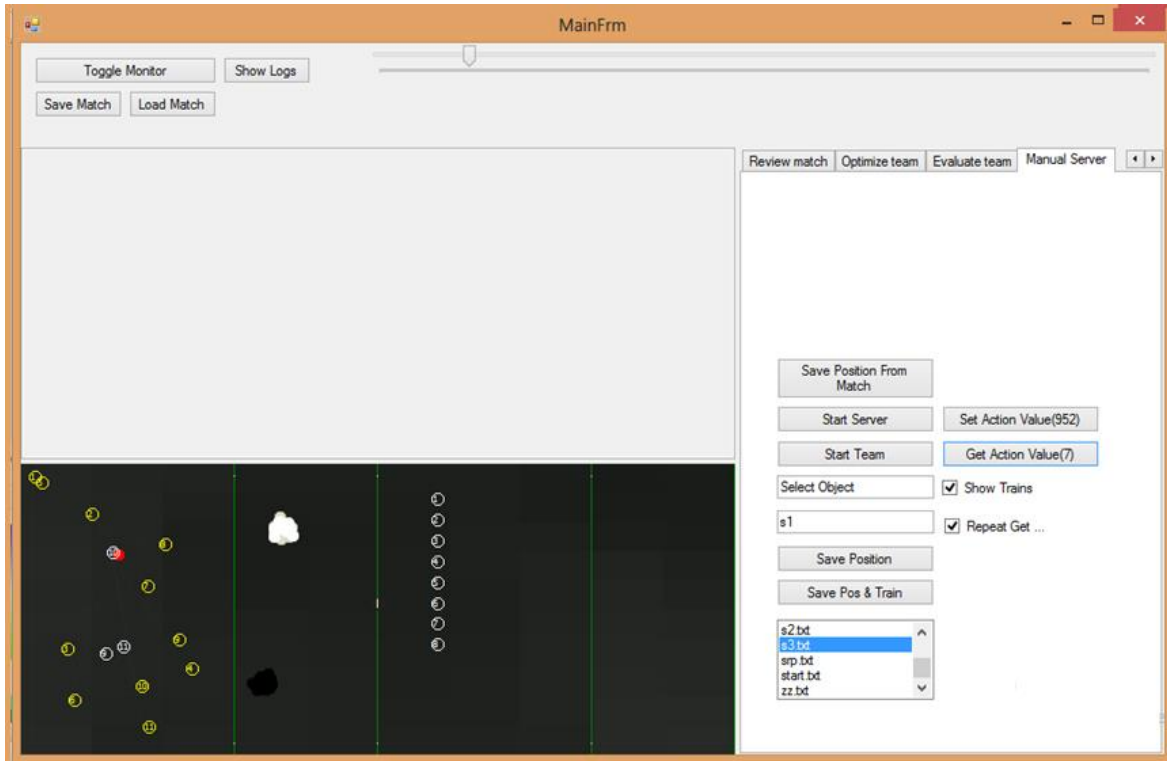 MainFrm
Toggle Monitor
Show Logs
Save Match
Load Match
Review match
Optimize team
Evaluate team
Manual Server
Save Position From
Match
Start Server
Set Action Value(952)
Start Team
Get Action Value(7)
Select Object
Show Trains
s1
Repeat Get ...
Save Position
Save Pos & Train
s2.txt
s3.txt
srp.txt
start.txt
zz.txt